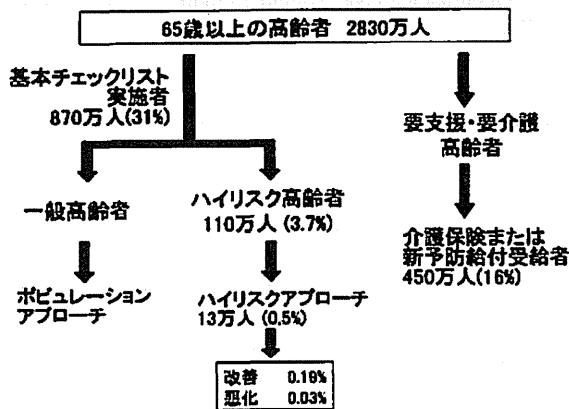 65歳以上の高齢者 2830万人
基本チェックリスト
実施者
870万人(31%)
要支援・要介護
高齢者
一般高齢者
ハイリスク高齢者
110万人(3.7%)
介護保険または
新予防給付受給者
450万人(16%)
ポピュレーション
アプローチ
ハイリスクアプローチ
13万人(0.5%)
改善 0.19%
悪化 0.03%